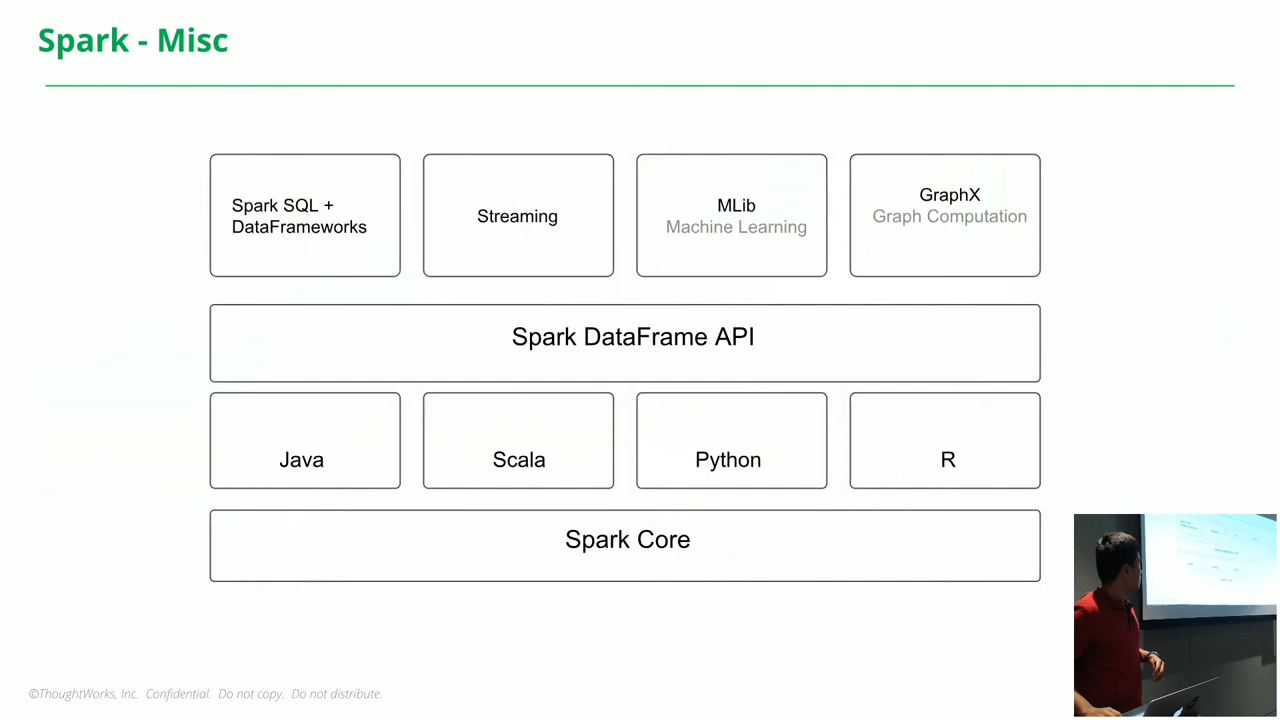 Spark - Misc
Spark SQL +
DataFrameworks
Streaming
MLib
Machine Learning
GraphX
Graph Computation
Spark DataFrame API
Java
Scala
Python
R
Spark Core
©ThoughtWorks, Inc. Confidential. Do not copy. Do not distribute.